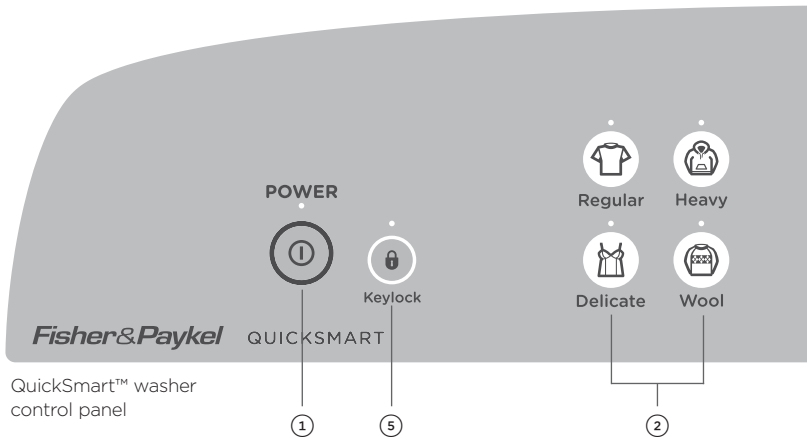 POWER
Keylock
Regular Heavy
Delicate Wool
Fisher&Paykel QUICKSMART
QuickSmart™ washer
control panel
1 5 2